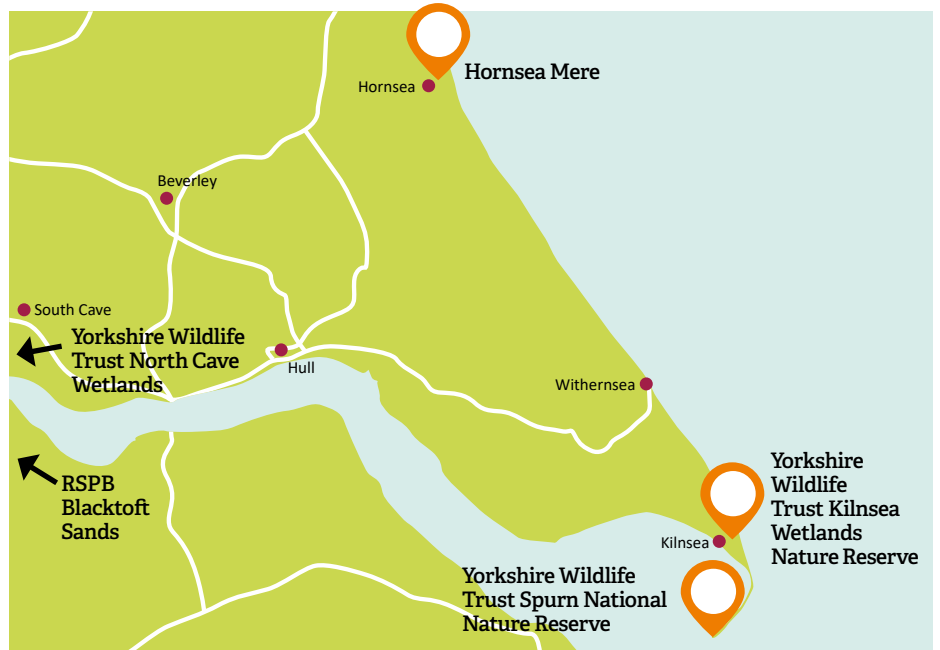 Hornsea
Hornsea Mere
Beverley
South Cave
Yorkshire Wildlife
Trust North Cave
Wetlands
Hull
Withernsea
RSPB
Blacktoft
Sands
Yorkshire
Wildlife
Trust Kilnsea
Wetlands
Nature Reserve
Kilnsea
Yorkshire Wildlife
Trust Spurn National
Nature Reserve